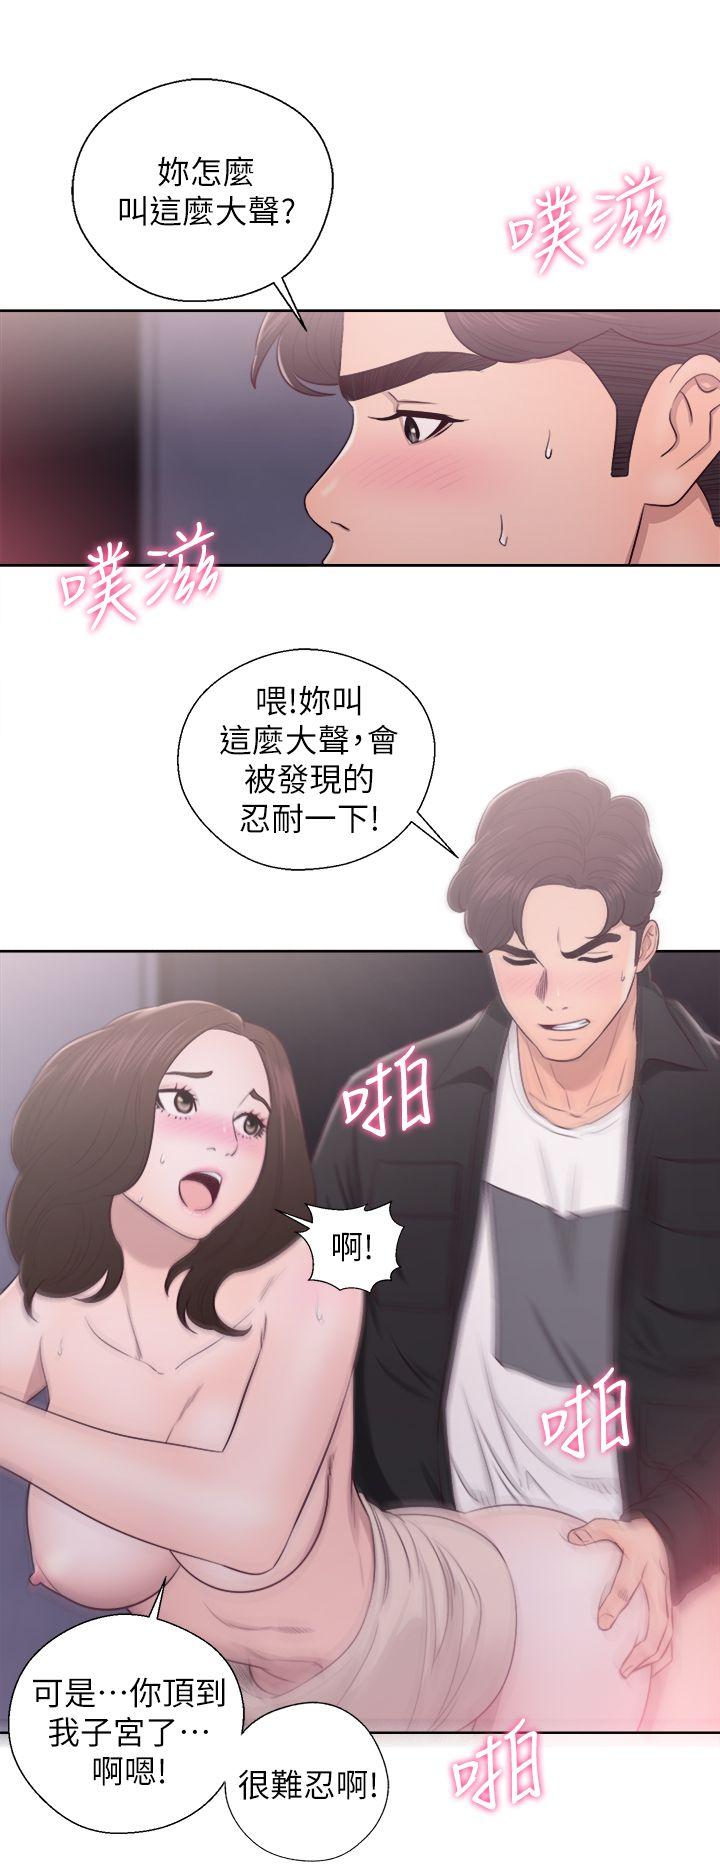 妳怎麼
叫這麼大聲?
噗滋
噗滋
喂!妳叫
這麼大聲,會
被發現的
忍耐一下!
啪
啊!
啪
可是…你頂到
我子宮了…
啊嗯!
很難忍啊!
啪